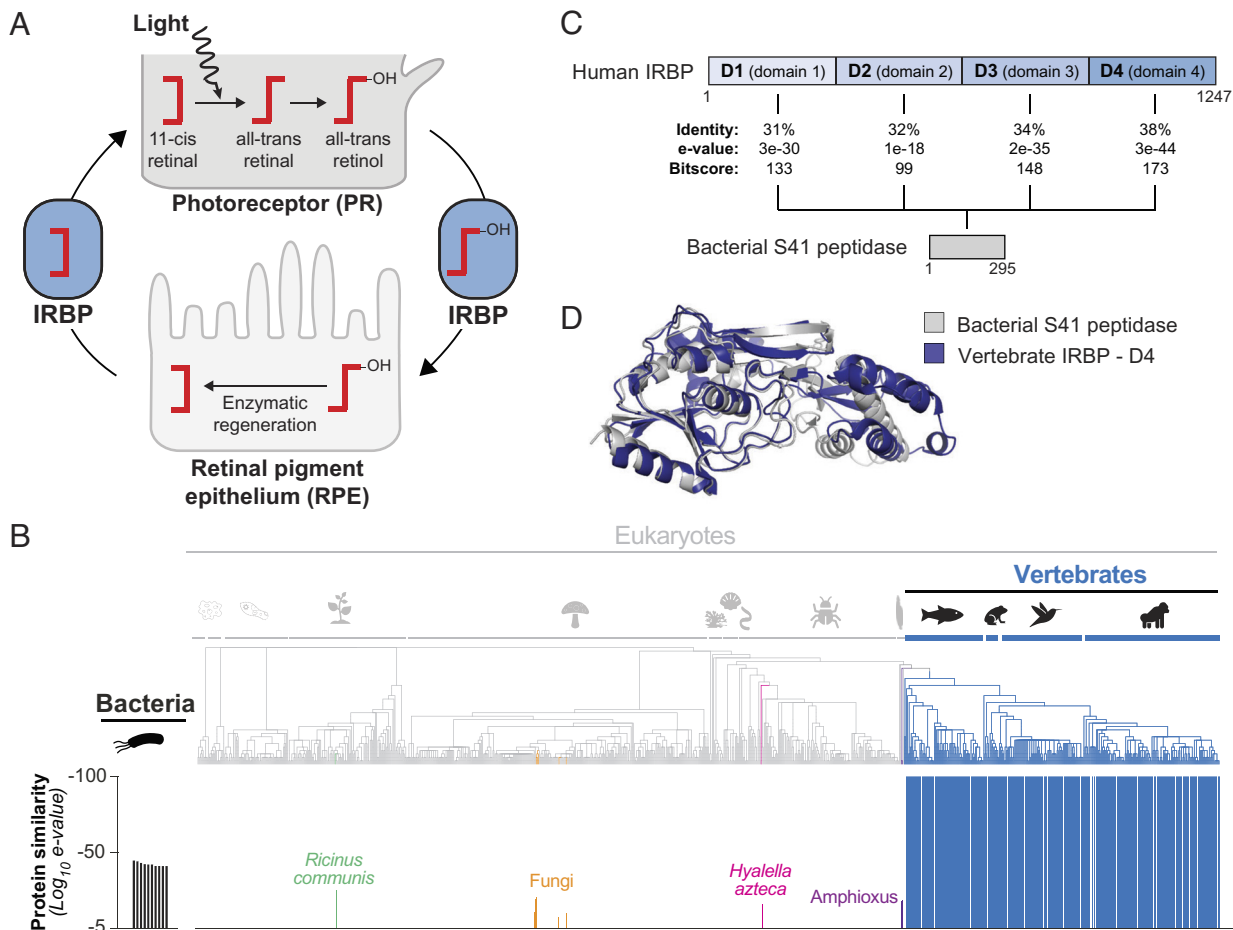 A
Light
-OH
11-cis
retinal
all-trans
retinal
all-trans
retinol
Photoreceptor (PR)
IRBP
-OH
IRBP
-OH
Enzymatic
regeneration
Retinal pigment
epithelium (RPE)
C
Human IRBP
D1 (domain 1) D2 (domain 2) D3 (domain 3) D4 (domain 4)
1 1247
Identity: 31% 32% 34% 38%
e-value: 3e-30 1e-18 2e-35 3e-44
Bitscore: 133 99 148 173
Bacterial S41 peptidase
1 295
D
Bacterial S41 peptidase
Vertebrate IRBP - D4
B
Eukaryotes
Vertebrates
Bacteria
Protein similarity
(Log10 e-value)
-100
-50
-5
Ricinus
communis
Fungi
Hyalella
azteca
Amphioxus